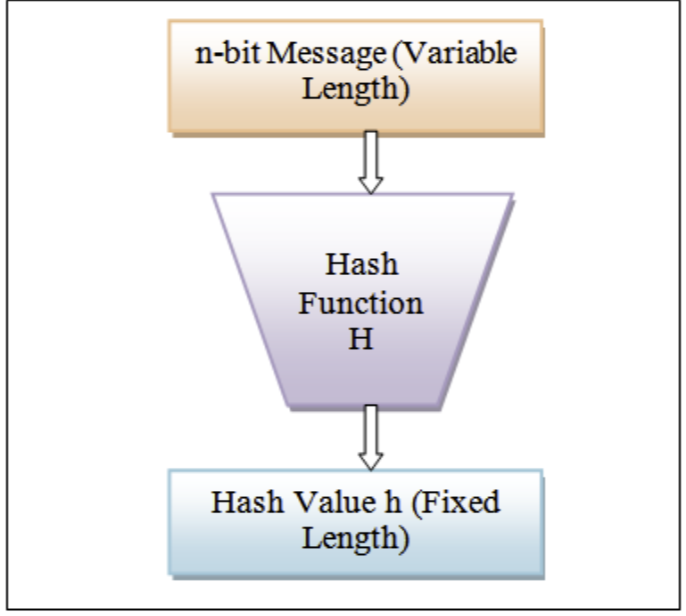 n-bit Message (Variable
Length)
Hash
Function
H
Hash Value h (Fixed
Length)